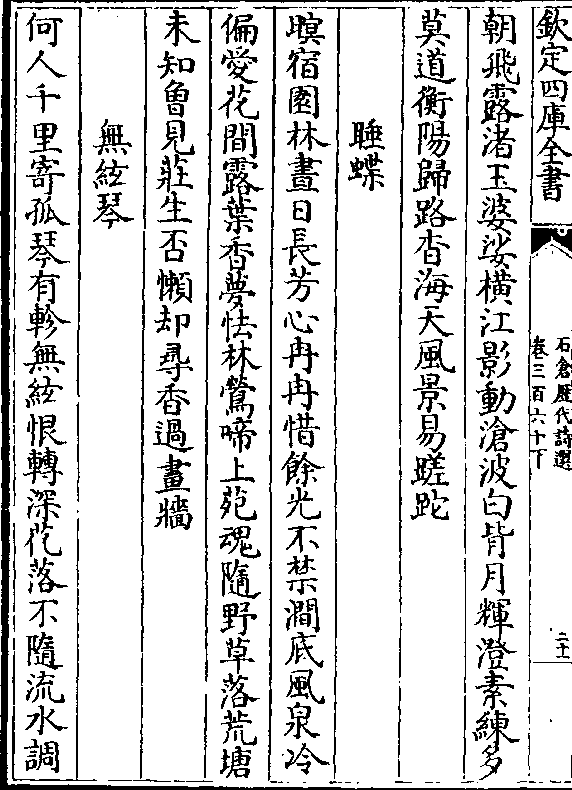 欽定四庫全書
石倉歴代詩選
卷三百六十下
二十
朝飛露渚玉婆娑橫江影動滄波白背月輝澄素練多
莫道衡陽歸路杳海天風景易蹉跎
睡蝶
暝宿園林晝日長芳心冉冉惜餘光不禁澗底風泉冷
偏愛花間露葉香夢怯林鶯啼上苑魂隨野草落荒塘
未知魯見莊生否懶却尋香過畫牆
無絃琴
何人千里寄孤琴有軫無絃恨轉深花落不隨流水調